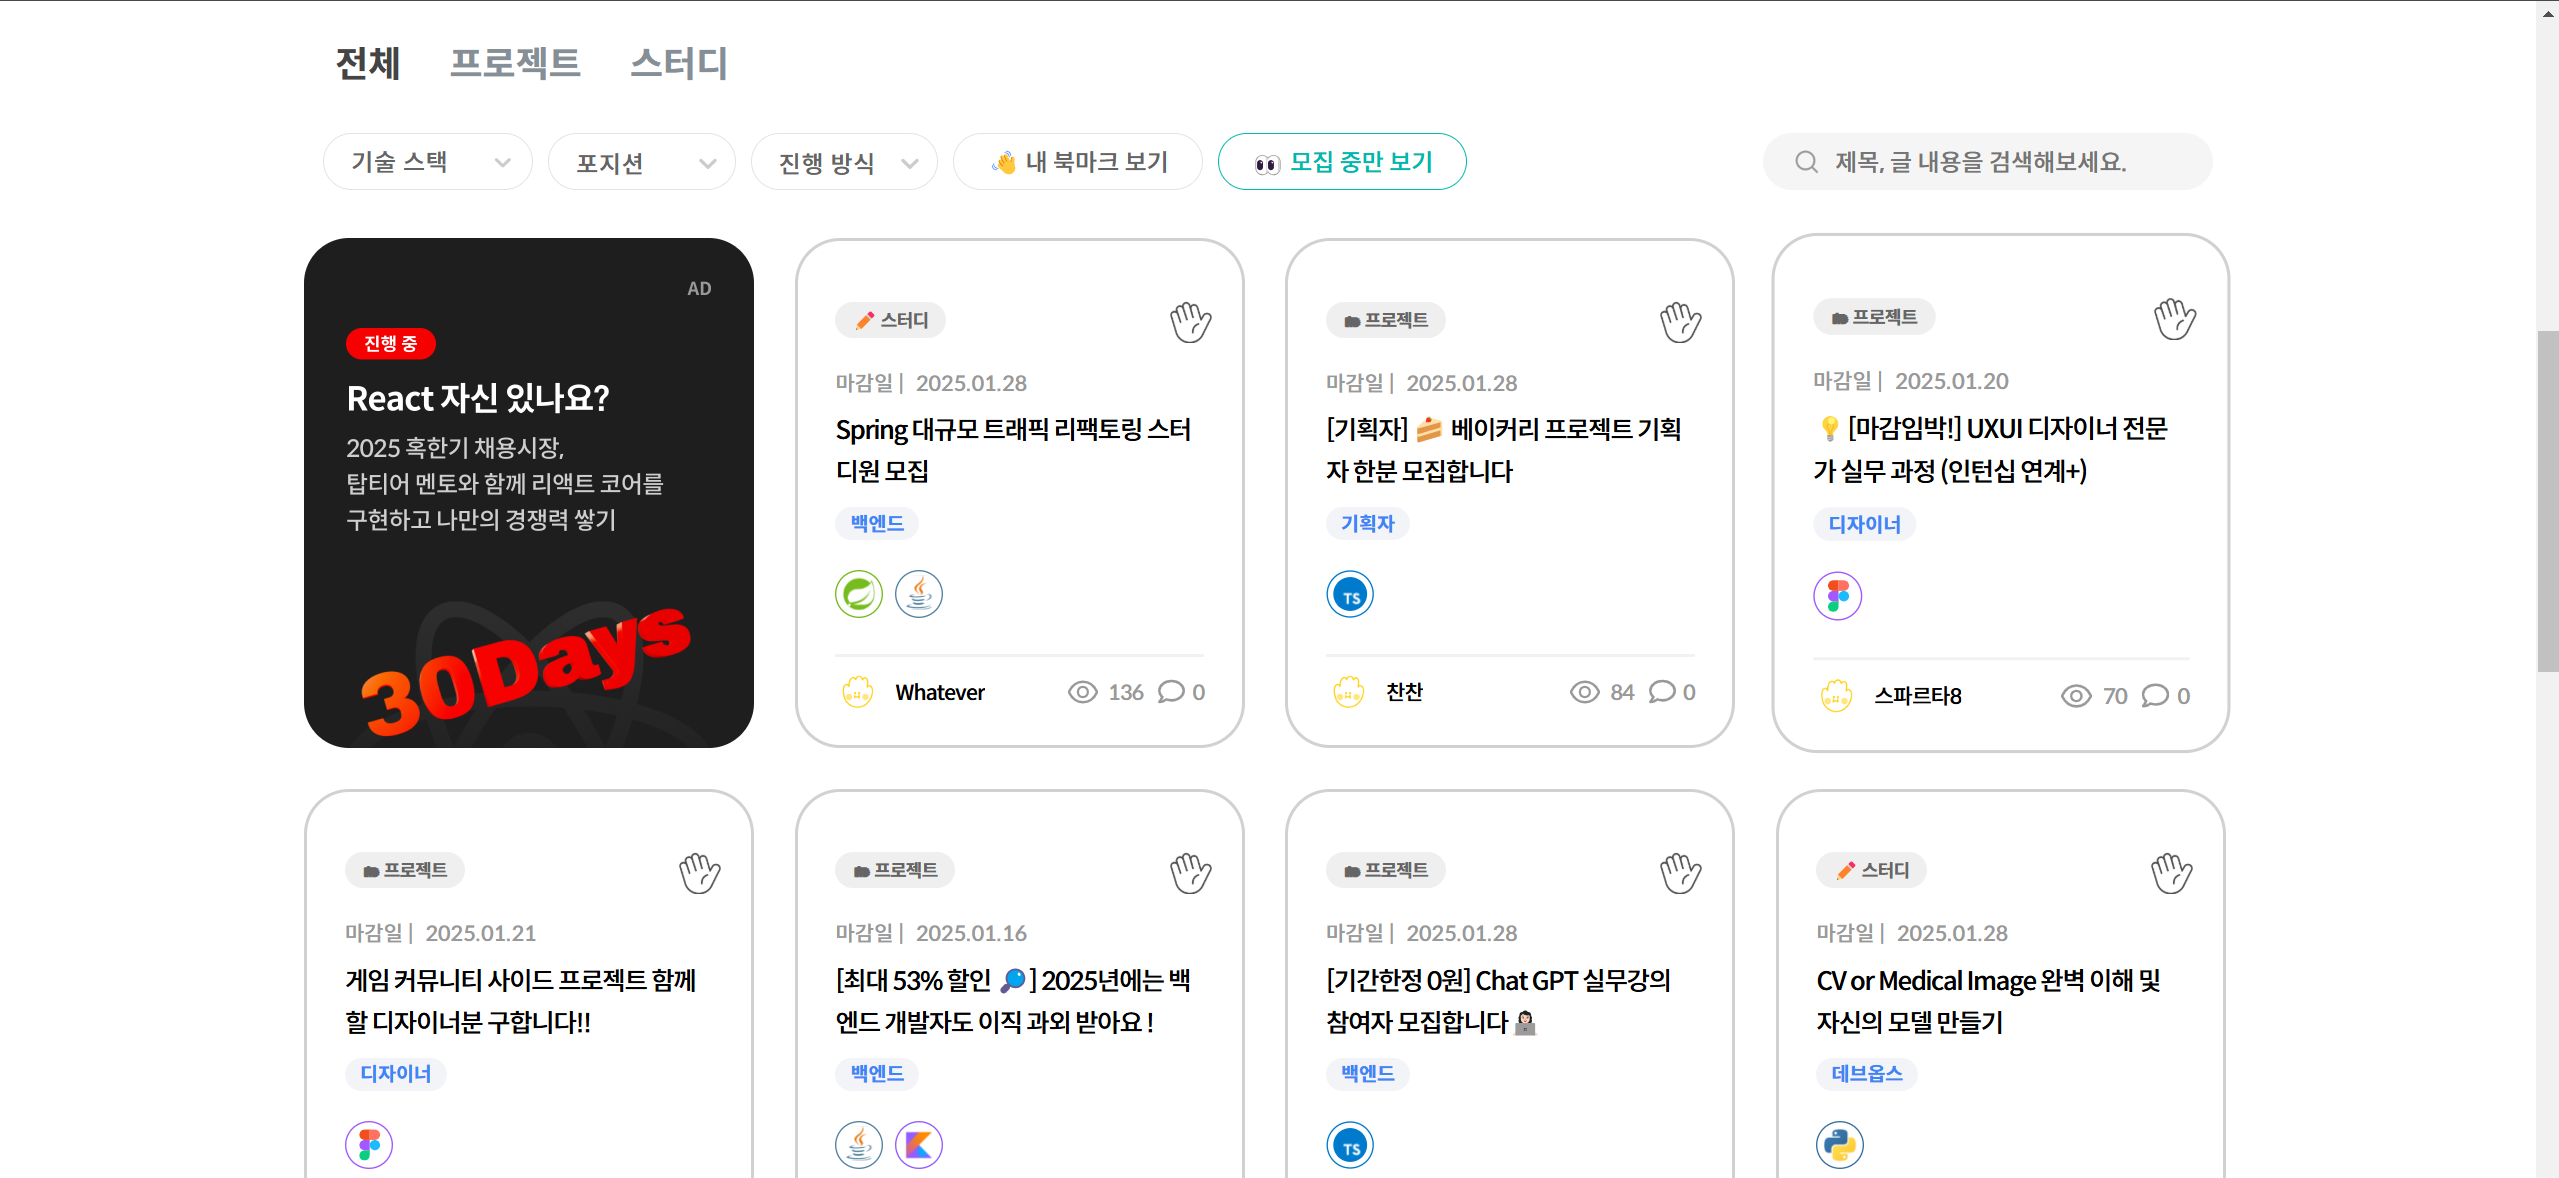 전체 프로젝트 스터디
기술 스택 포지션 진행 방식 👋 내 북마크 보기 👀 모집 중만 보기 제목, 글 내용을 검색해보세요.
AD
진행 중
React 자신 있나요?
2025 혹한기 채용시장,
탑티어 멘토와 함께 리액트 코어를
구현하고 나만의 경쟁력 쌓기
30Days
스터디
마감일 | 2025.01.28
Spring 대규모 트래픽 리팩토링 스터
디원 모집
백엔드
Whatever 136 0
프로젝트
마감일 | 2025.01.28
[기획자] 🍰 베이커리 프로젝트 기획
자 한분 모집합니다
기획자
TS
찬찬 84 0
프로젝트
마감일 | 2025.01.20
💡 [마감임박!] UXUI 디자이너 전문
가 실무 과정 (인턴십 연계+)
디자이너
스파르타8 70 0
프로젝트
마감일 | 2025.01.21
게임 커뮤니티 사이드 프로젝트 함께
할 디자이너분 구합니다!!
디자이너
프로젝트
마감일 | 2025.01.16
[최대 53% 할인 🔎 ] 2025년에는 백
엔드 개발자도 이직 과외 받아요 !
백엔드
프로젝트
마감일 | 2025.01.28
[기간한정 0원] Chat GPT 실무강의
참여자 모집합니다 👩🏻‍💻
백엔드
TS
스터디
마감일 | 2025.01.28
CV or Medical Image 완벽 이해 및
자신의 모델 만들기
데브옵스